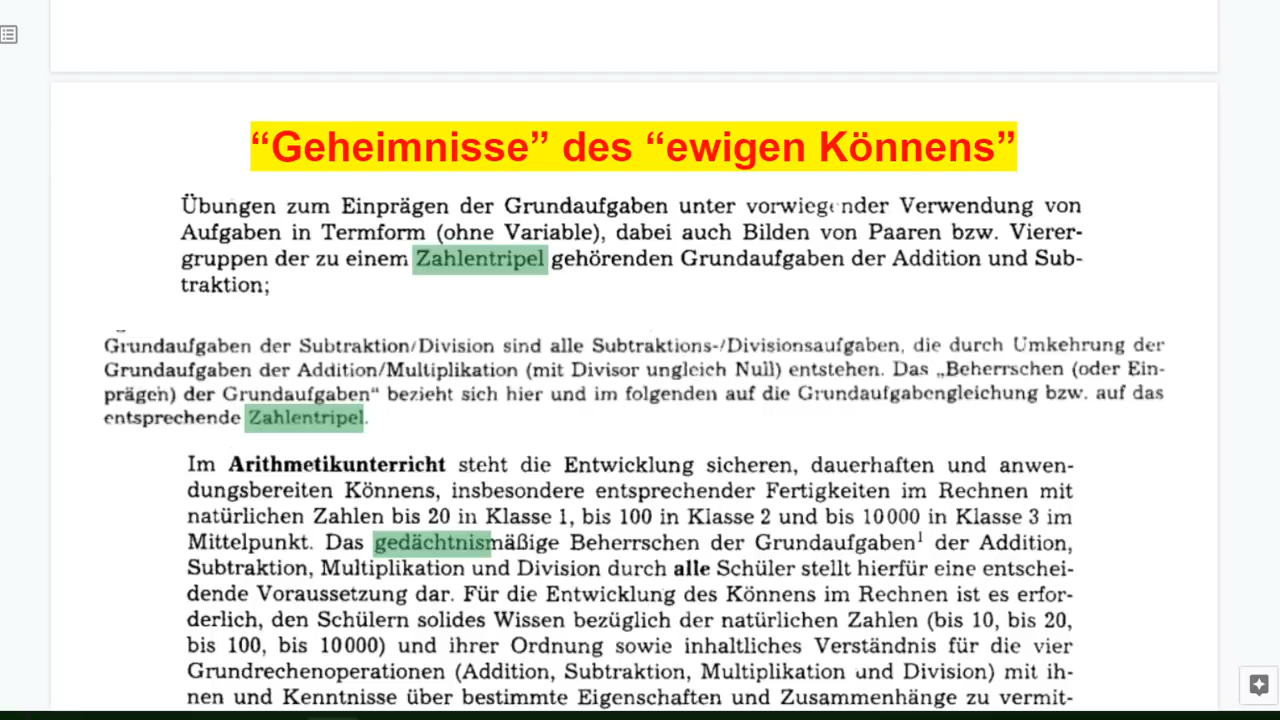 “Geheimnisse” des “ewigen Könnens”
Übungen zum Einprägen der Grundaufgaben unter vorwiegender Verwendung von
Aufgaben in Termform (ohne Variable), dabei auch Bilden von Paaren bzw. Vierer-
gruppen der zu einem Zahlentripel gehörenden Grundaufgaben der Addition und Sub-
traktion;
Grundaufgaben der Subtraktion/Division sind alle Subtraktions-/Divisionsaufgaben, die durch Umkehrung der
Grundaufgaben der Addition/Multiplikation (mit Divisor ungleich Null) entstehen. Das „Beherrschen (oder Ein-
prägen) der Grundaufgaben“ bezieht sich hier und im folgenden auf die Grundaufgabengleichung bzw. auf das
entsprechende Zahlentripel.
Im Arithmetikunterricht steht die Entwicklung sicheren, dauerhaften und anwen-
dungsbereiten Könnens, insbesondere entsprechender Fertigkeiten im Rechnen mit
natürlichen Zahlen bis 20 in Klasse 1, bis 100 in Klasse 2 und bis 10000 in Klasse 3 im
Mittelpunkt. Das gedächtnismäßige Beherrschen der Grundaufgaben¹ der Addition,
Subtraktion, Multiplikation und Division durch alle Schüler stellt hierfür eine entschei-
dende Voraussetzung dar. Für die Entwicklung des Könnens im Rechnen ist es erfor-
derlich, den Schülern solides Wissen bezüglich der natürlichen Zahlen (bis 10, bis 20,
bis 100, bis 10000) und ihrer Ordnung sowie inhaltliches Verständnis für die vier
Grundrechenoperationen (Addition, Subtraktion, Multiplikation und Division) mit ih-
nen und Kenntnisse über bestimmte Eigenschaften und Zusammenhänge zu vermit-